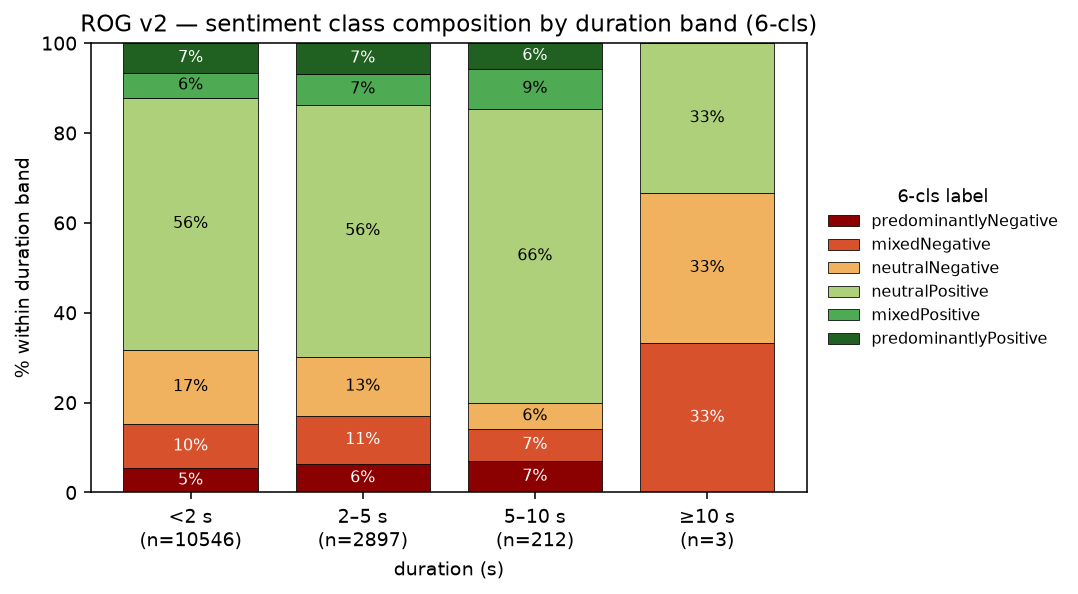 ROG v2 — sentiment class composition by duration band (6-cls)
% within duration band
100
80
60
40
20
0
7%
6%
56%
17%
10%
5%
7%
7%
56%
13%
11%
6%
6%
9%
66%
6%
7%
7%
33%
33%
33%
<2 s
(n=10546)
2–5 s
(n=2897)
5–10 s
(n=212)
≥10 s
(n=3)
duration (s)
6-cls label
predominantlyNegative
mixedNegative
neutralNegative
neutralPositive
mixedPositive
predominantlyPositive